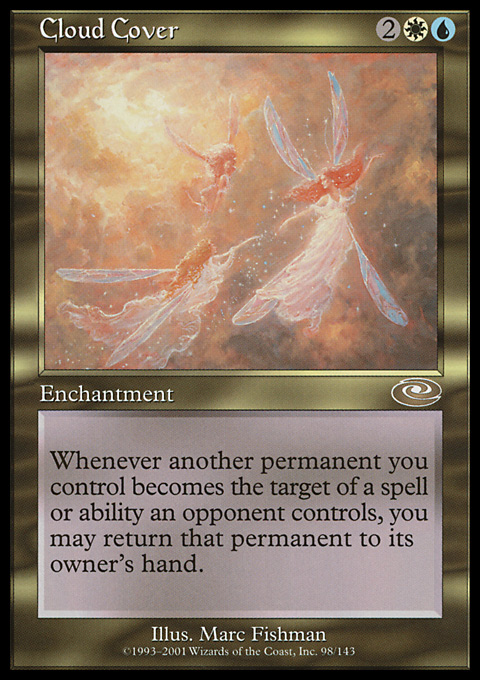 Cloud Cover 2
Enchantment
Whenever another permanent you
control becomes the target of a spell
or ability an opponent controls, you
may return that permanent to its
owner's hand.
Illus. Marc Fishman
©1993–2001 Wizards of the Coast, Inc. 98/143